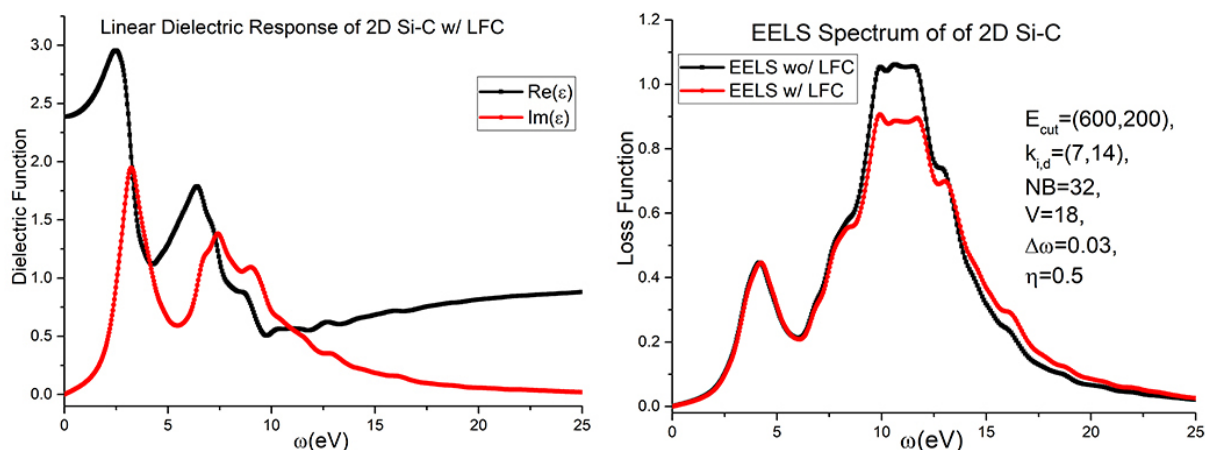 Linear Dielectric Response of 2D Si-C w/ LFC
3.0
2.5
2.0
1.5
1.0
0.5
0.0
Dielectric Function
Re(ε)
Im(ε)
0 5 10 15 20 25
ω(eV)
EELS Spectrum of of 2D Si-C
1.2
1.0
0.8
0.6
0.4
0.2
0.0
Loss Function
EELS wo/ LFC
EELS w/ LFC
E_cut=(600,200),
k_i,d=(7,14),
NB=32,
V=18,
Δω=0.03,
η=0.5
0 5 10 15 20 25
ω(eV)